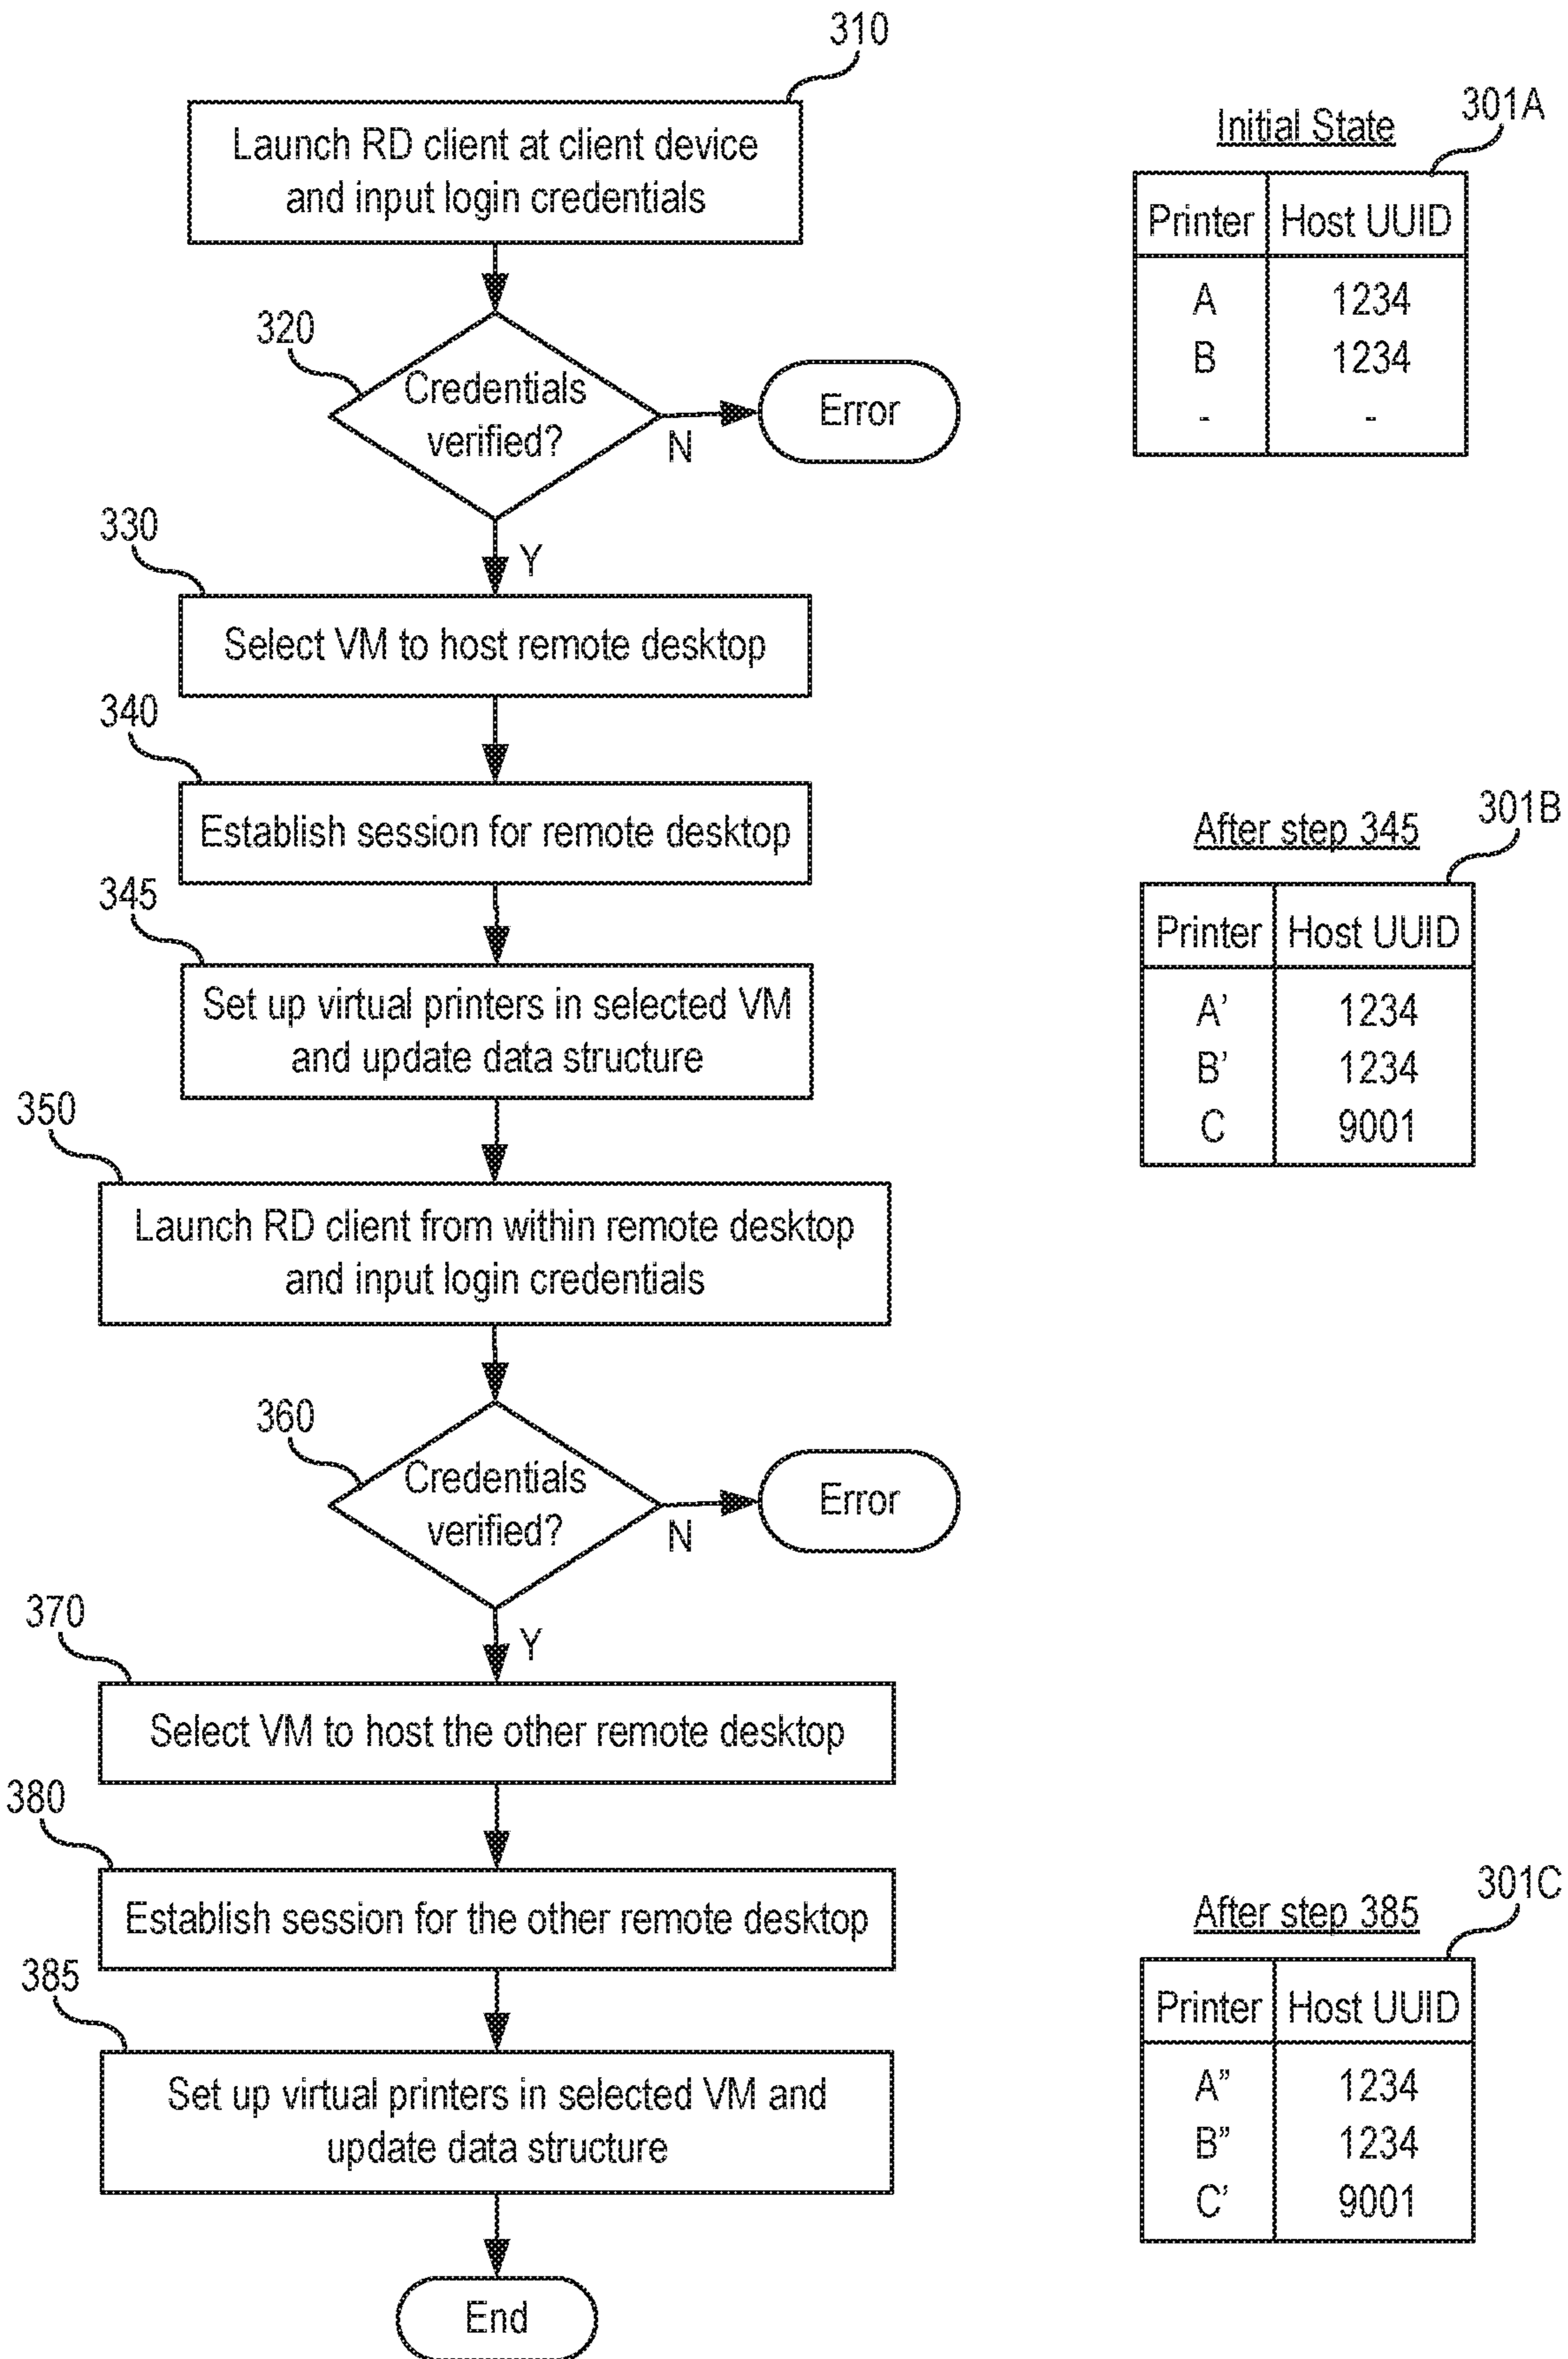 310
Launch RD client at client device
and input login credentials
320
Credentials
verified?
N
Error
Y
330
Select VM to host remote desktop
340
Establish session for remote desktop
345
Set up virtual printers in selected VM
and update data structure
350
Launch RD client from within remote desktop
and input login credentials
360
Credentials
verified?
N
Error
Y
370
Select VM to host the other remote desktop
380
Establish session for the other remote desktop
385
Set up virtual printers in selected VM and
update data structure
End
Initial State
301A
Printer Host UUID
A 1234
B 1234
- -
After step 345
301B
Printer Host UUID
A’ 1234
B’ 1234
C 9001
After step 385
301C
Printer Host UUID
A” 1234
B” 1234
C’ 9001